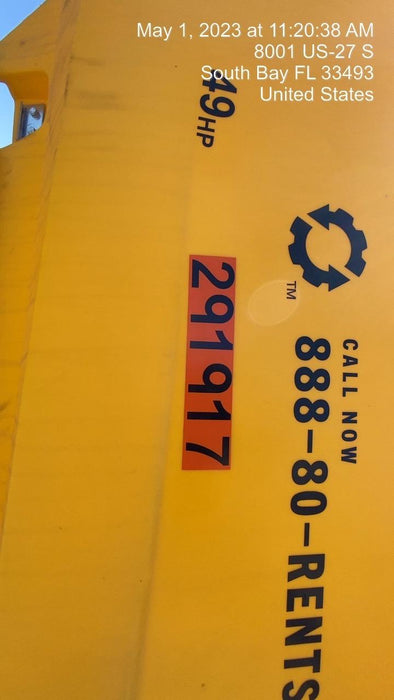 May 1, 2023 at 11:20:38 AM
8001 US-27 S
South Bay FL 33493
United States
49HP
TM
291917
CALL NOW
888-80-RENTS